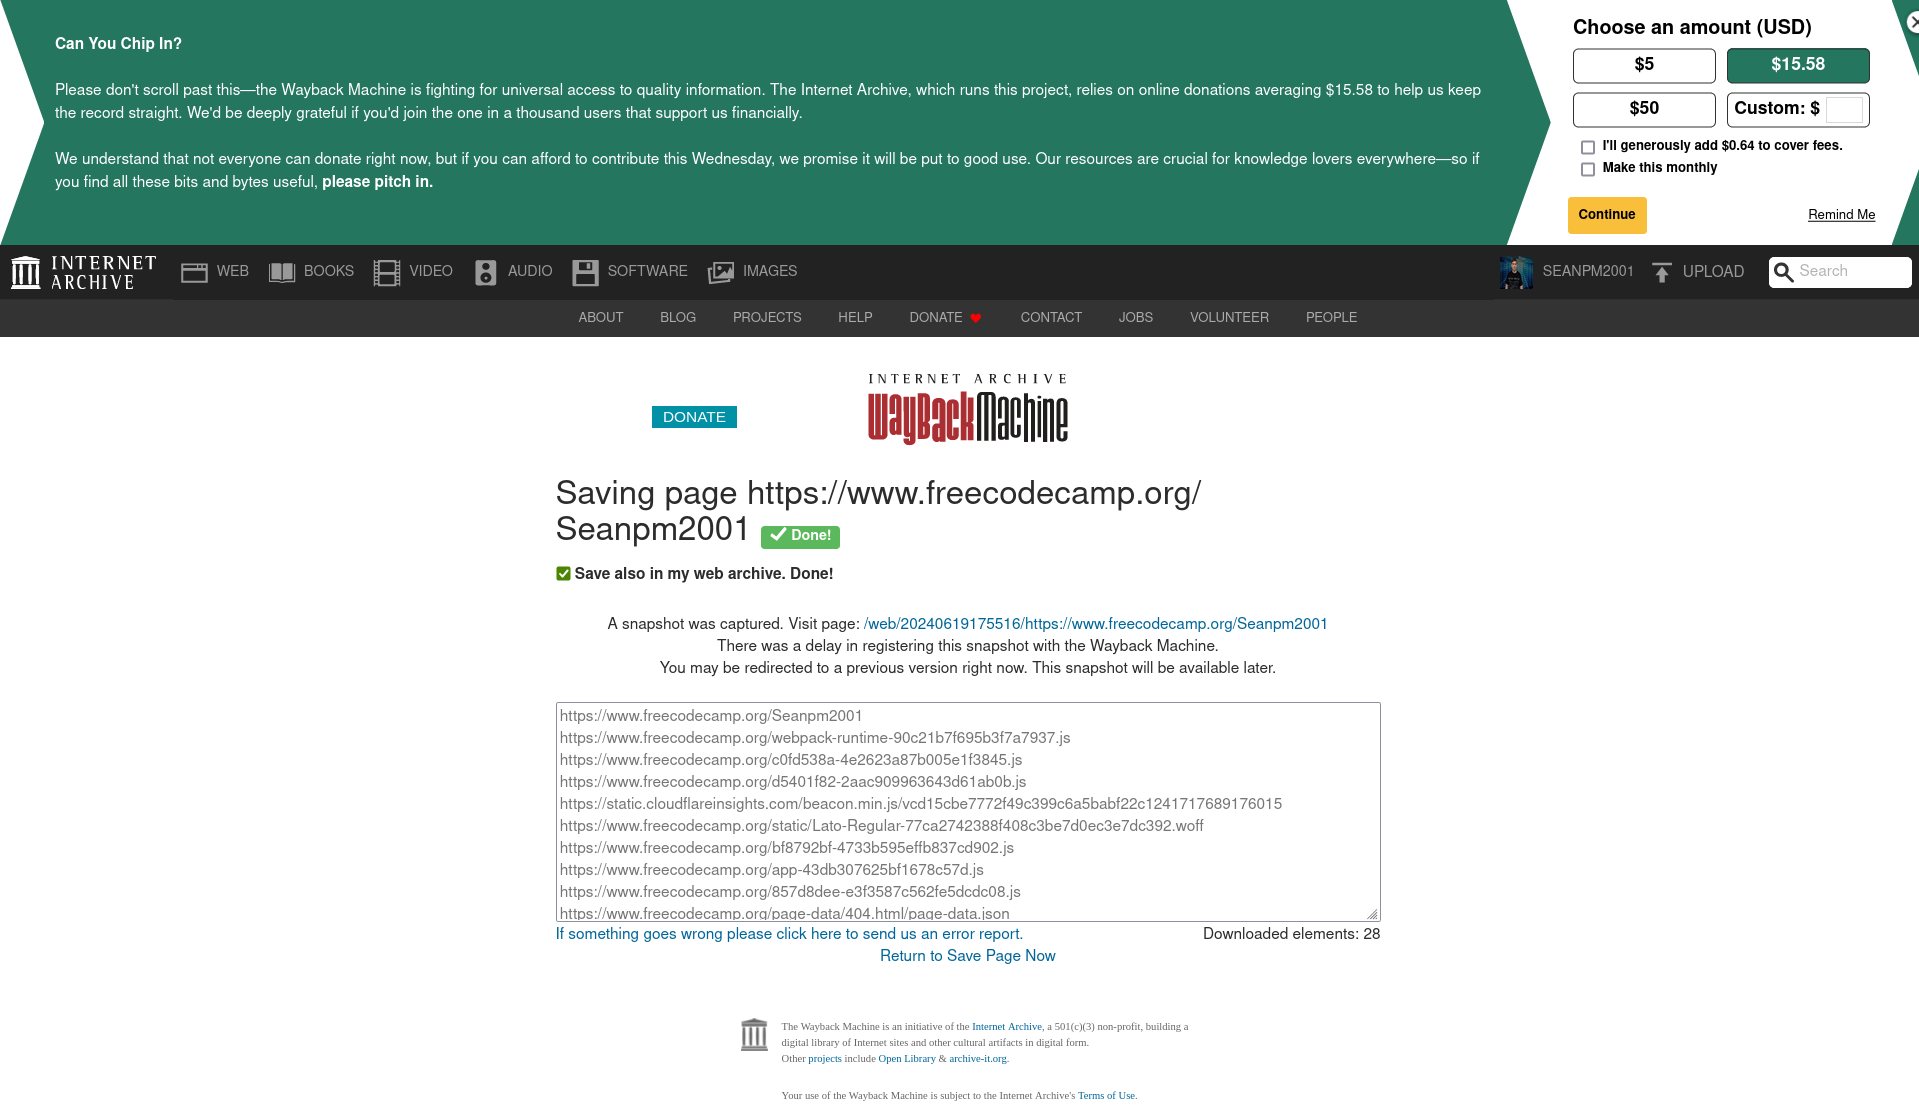 Can You Chip In?
Please don't scroll past this—the Wayback Machine is fighting for universal access to quality information. The Internet Archive, which runs this project, relies on online donations averaging $15.58 to help us keep
the record straight. We'd be deeply grateful if you'd join the one in a thousand users that support us financially.
We understand that not everyone can donate right now, but if you can afford to contribute this Wednesday, we promise it will be put to good use. Our resources are crucial for knowledge lovers everywhere—so if
you find all these bits and bytes useful, please pitch in.
Choose an amount (USD)
$5
$15.58
$50
Custom: $
I'll generously add $0.64 to cover fees.
Make this monthly
Continue
Remind Me
INTERNET
ARCHIVE
WEB
BOOKS
VIDEO
AUDIO
SOFTWARE
IMAGES
SEANPM2001
UPLOAD
Search
ABOUT
BLOG
PROJECTS
HELP
DONATE
CONTACT
JOBS
VOLUNTEER
PEOPLE
DONATE
INTERNET ARCHIVE
WayBackMachine
Saving page https://www.freecodecamp.org/
Seanpm2001
Done!
Save also in my web archive. Done!
A snapshot was captured. Visit page: /web/20240619175516/https://www.freecodecamp.org/Seanpm2001
There was a delay in registering this snapshot with the Wayback Machine.
You may be redirected to a previous version right now. This snapshot will be available later.
https://www.freecodecamp.org/Seanpm2001
https://www.freecodecamp.org/webpack-runtime-90c21b7f695b3f7a7937.js
https://www.freecodecamp.org/c0fd538a-4e2623a87b005e1f3845.js
https://www.freecodecamp.org/d5401f82-2aac909963643d61ab0b.js
https://static.cloudflareinsights.com/beacon.min.js/vcd15cbe7772f49c399c6a5babf22c1241717689176015
https://www.freecodecamp.org/static/Lato-Regular-77ca2742388f408c3be7d0ec3e7dc392.woff
https://www.freecodecamp.org/bf8792bf-4733b595effb837cd902.js
https://www.freecodecamp.org/app-43db307625bf1678c57d.js
https://www.freecodecamp.org/857d8dee-e3f3587c562fe5dcdc08.js
https://www.freecodecamp.org/page-data/404.html/page-data.json
If something goes wrong please click here to send us an error report.
Downloaded elements: 28
Return to Save Page Now
The Wayback Machine is an initiative of the Internet Archive, a 501(c)(3) non-profit, building a
digital library of Internet sites and other cultural artifacts in digital form.
Other projects include Open Library & archive-it.org.
Your use of the Wayback Machine is subject to the Internet Archive's Terms of Use.